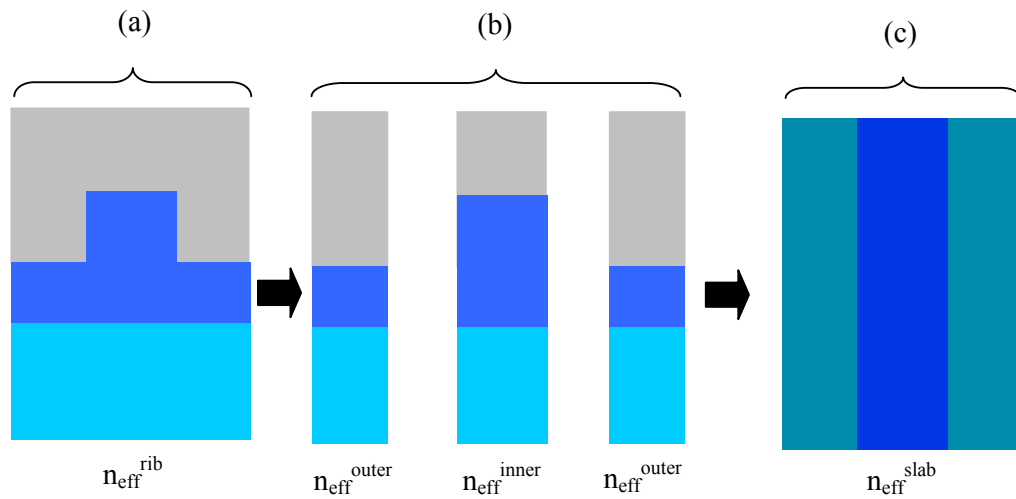 (a)
(b)
(c)
n_eff^rib
n_eff^outer
n_eff^inner
n_eff^outer
n_eff^slab